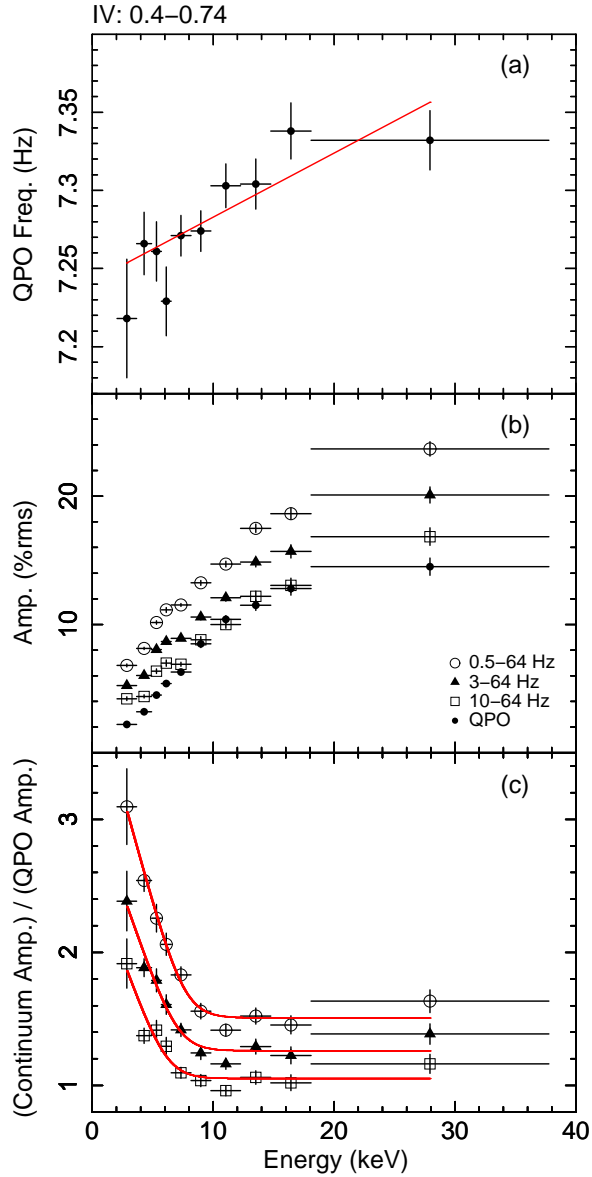 IV: 0.4−0.74
(a)
QPO Freq. (Hz)
7.35
7.3
7.25
7.2
(b)
Amp. (%rms)
20
10
0.5−64 Hz
3−64 Hz
10−64 Hz
QPO
(c)
(Continuum Amp.) / (QPO Amp.)
3
2
1
0 10 20 30 40
Energy (keV)